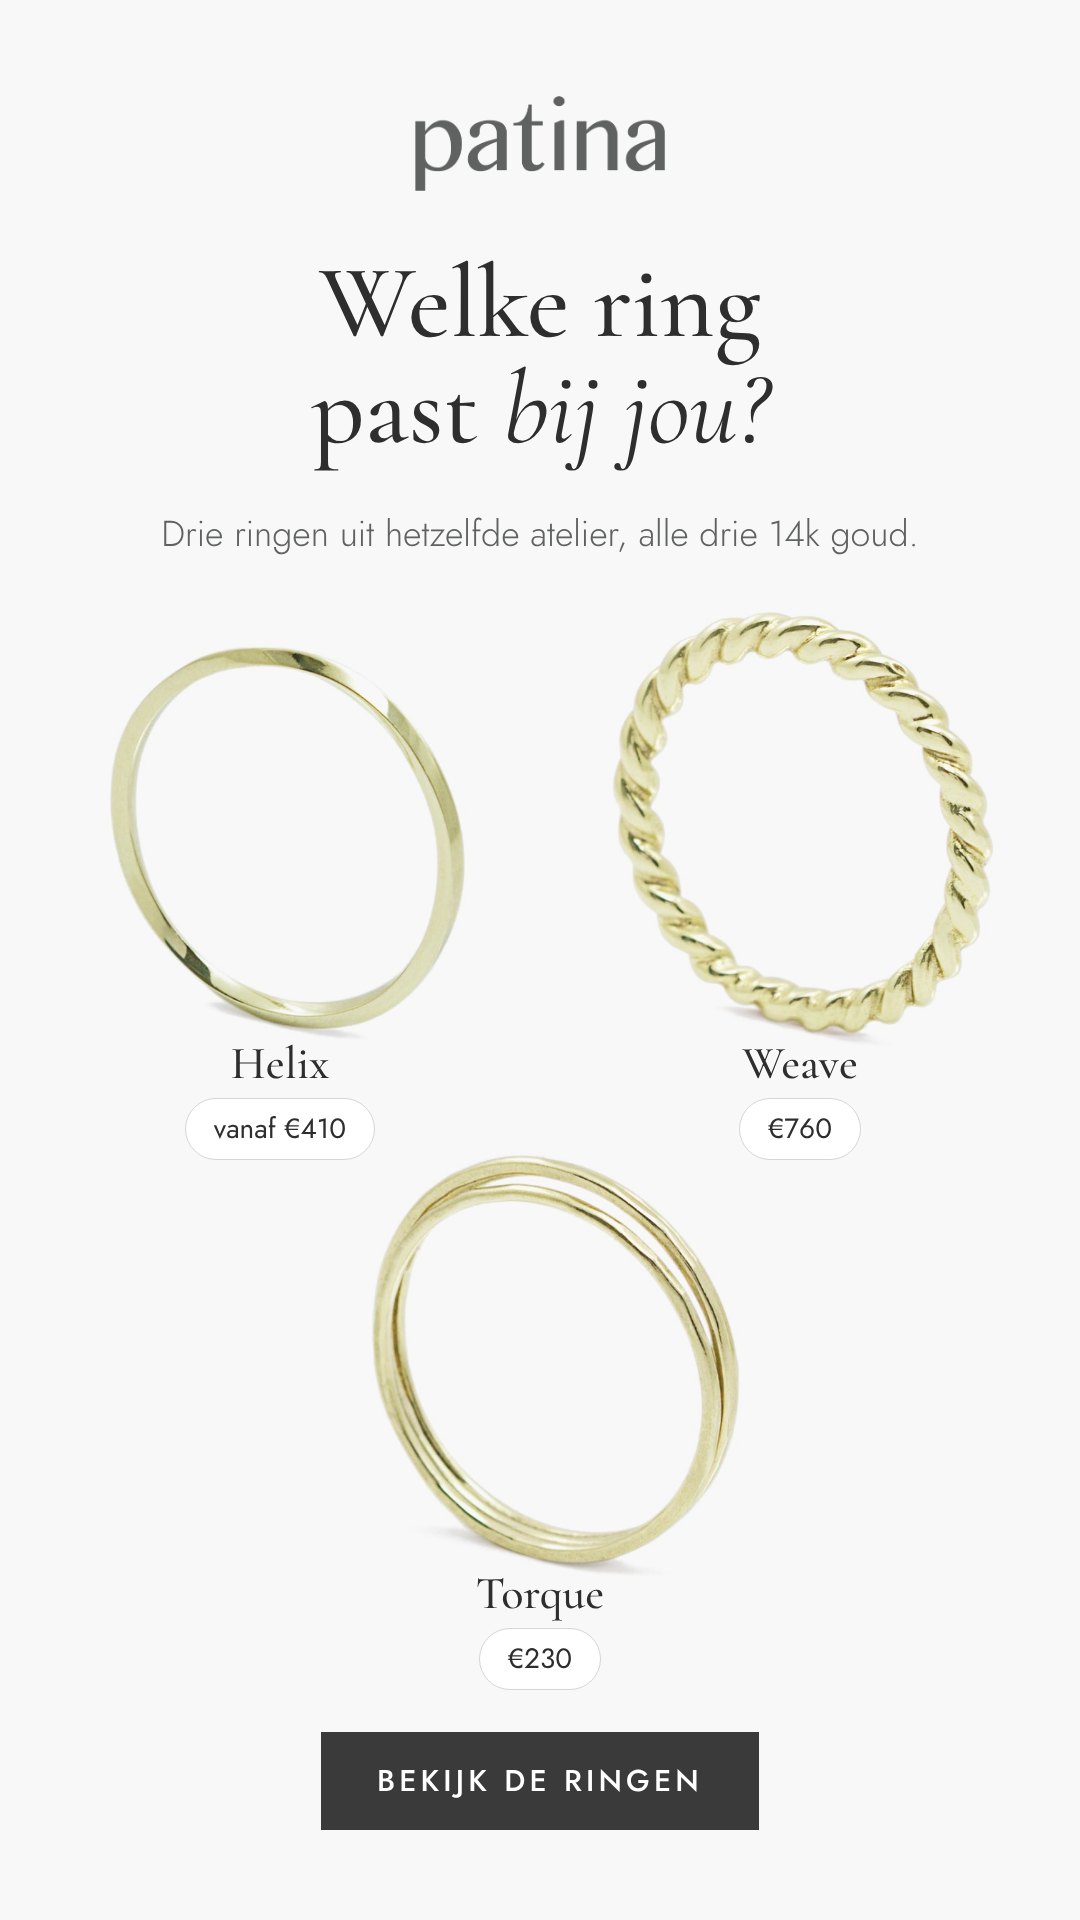 patina
Welke ring
past bij jou?
Drie ringen uit hetzelfde atelier, alle drie 14k goud.
Helix
vanaf €410
Weave
€760
Torque
€230
BEKIJK DE RINGEN